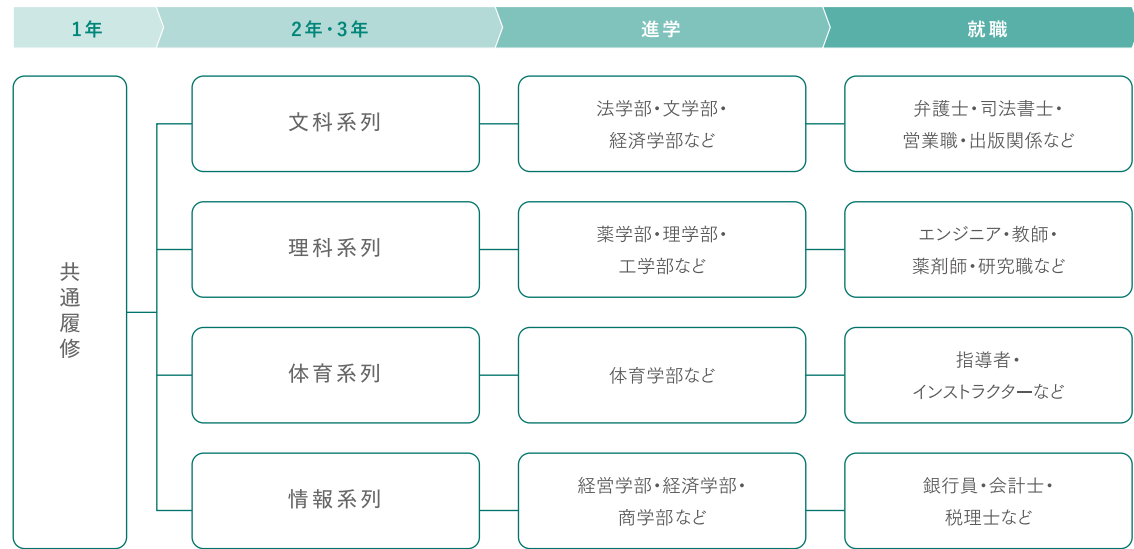 1年
2年・3年
進学
就職
共通履修
文科系列
法学部・文学部・
経済学部など
弁護士・司法書士・
営業職・出版関係など
理科系列
薬学部・理学部・
工学部など
エンジニア・教師・
薬剤師・研究職など
体育系列
体育学部など
指導者・
インストラクターなど
情報系列
経営学部・経済学部・
商学部など
銀行員・会計士・
税理士など